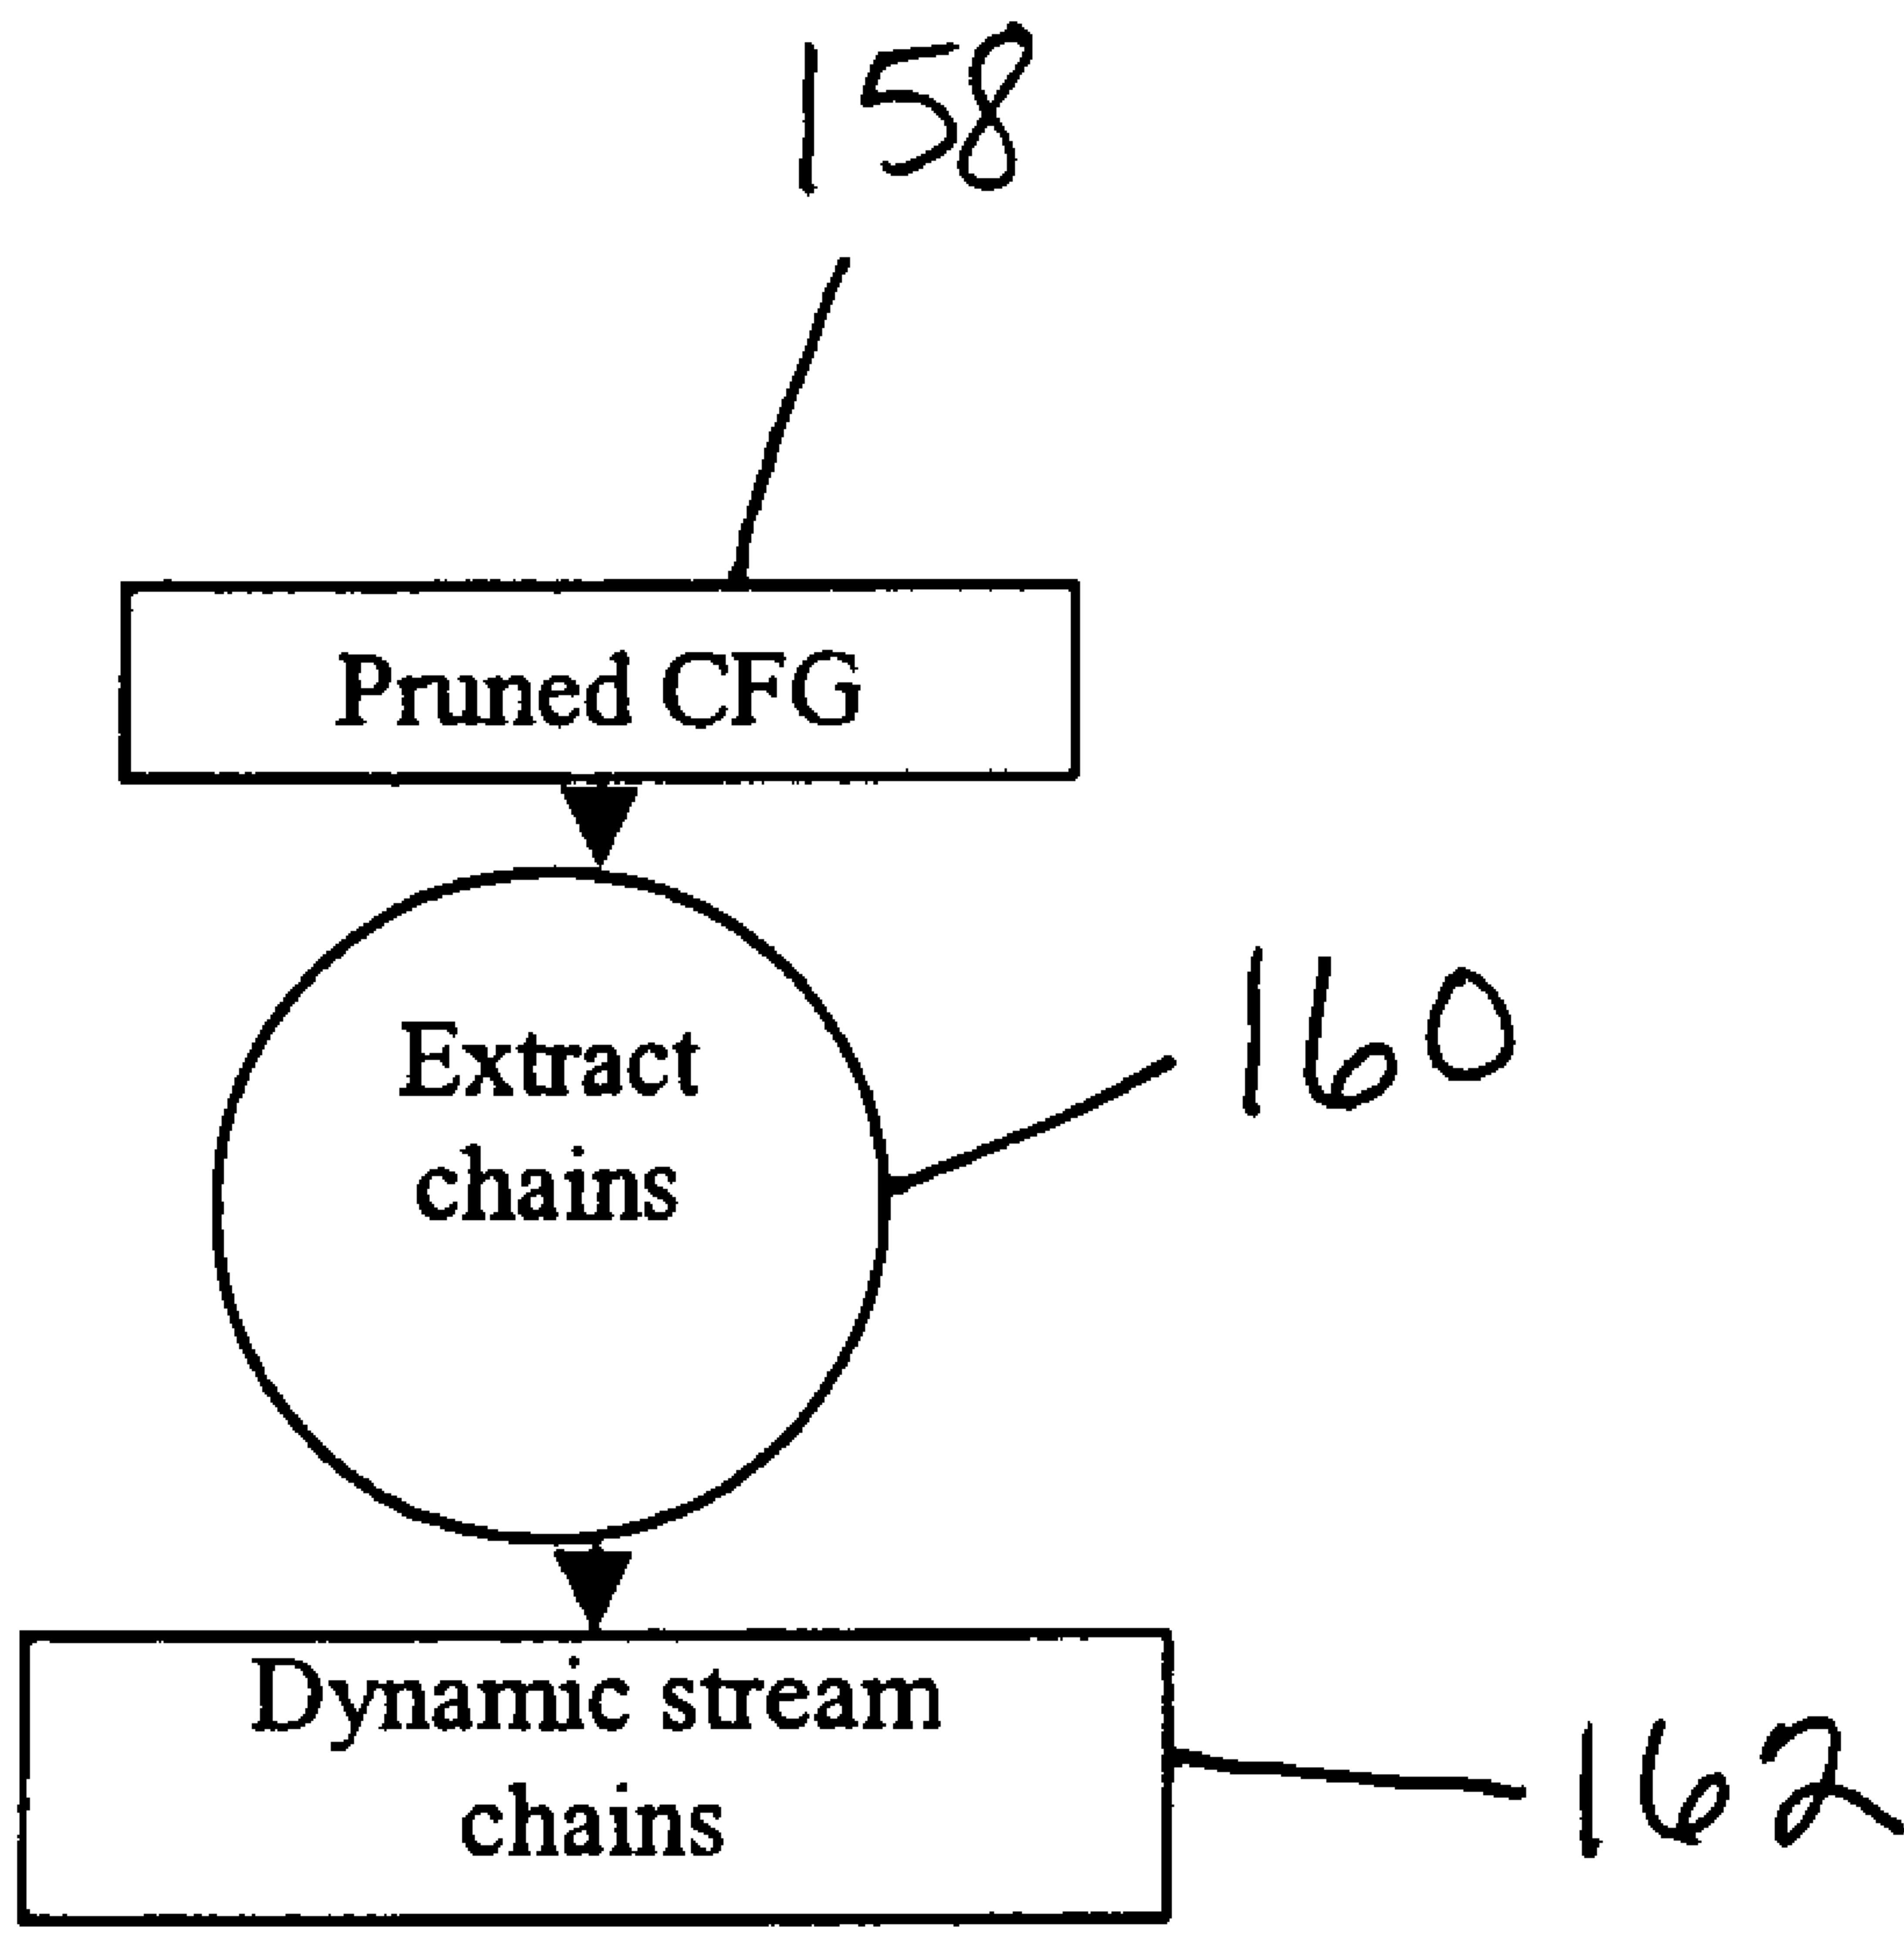 158
Pruned CFG
Extract
chains
160
Dynamic stream
chains
162